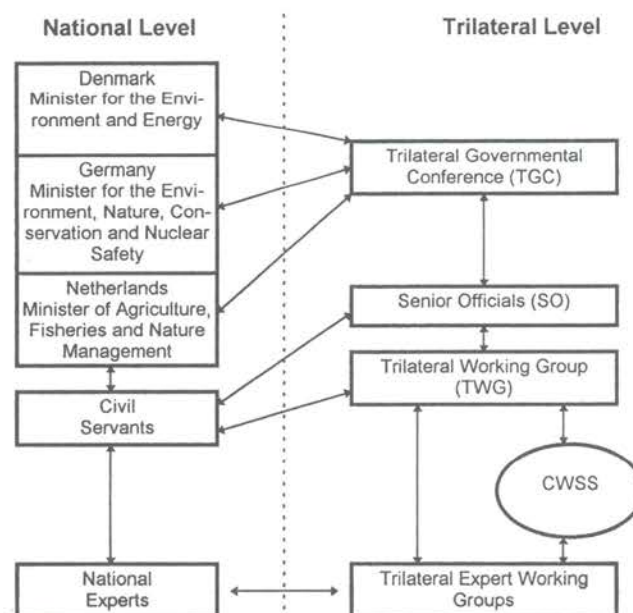 National Level
Denmark
Minister for the Envi-
ronment and Energy
Germany
Minister for the Envi-
ronment, Nature, Con-
servation and Nuclear
Safety
Netherlands
Minister of Agriculture,
Fisheries and Nature
Management
Civil
Servants
National
Experts
Trilateral Level
Trilateral Governmental
Conference (TGC)
Senior Officials (SO)
Trilateral Working Group
(TWG)
CWSS
Trilateral Expert Working
Groups